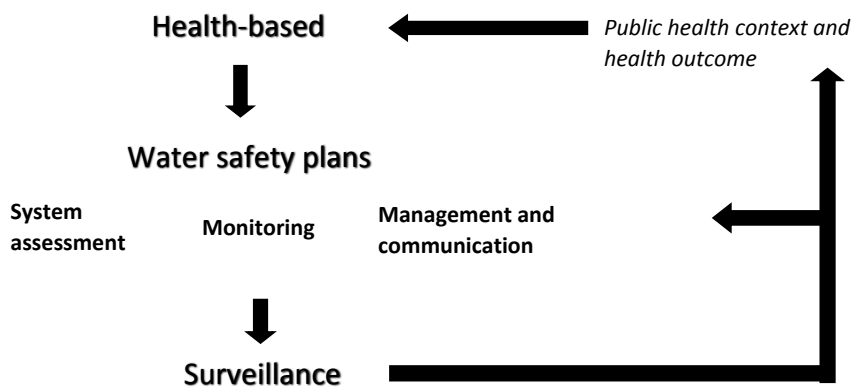 Health-based
Public health context and
health outcome
Water safety plans
System
assessment
Monitoring
Management and
communication
Surveillance